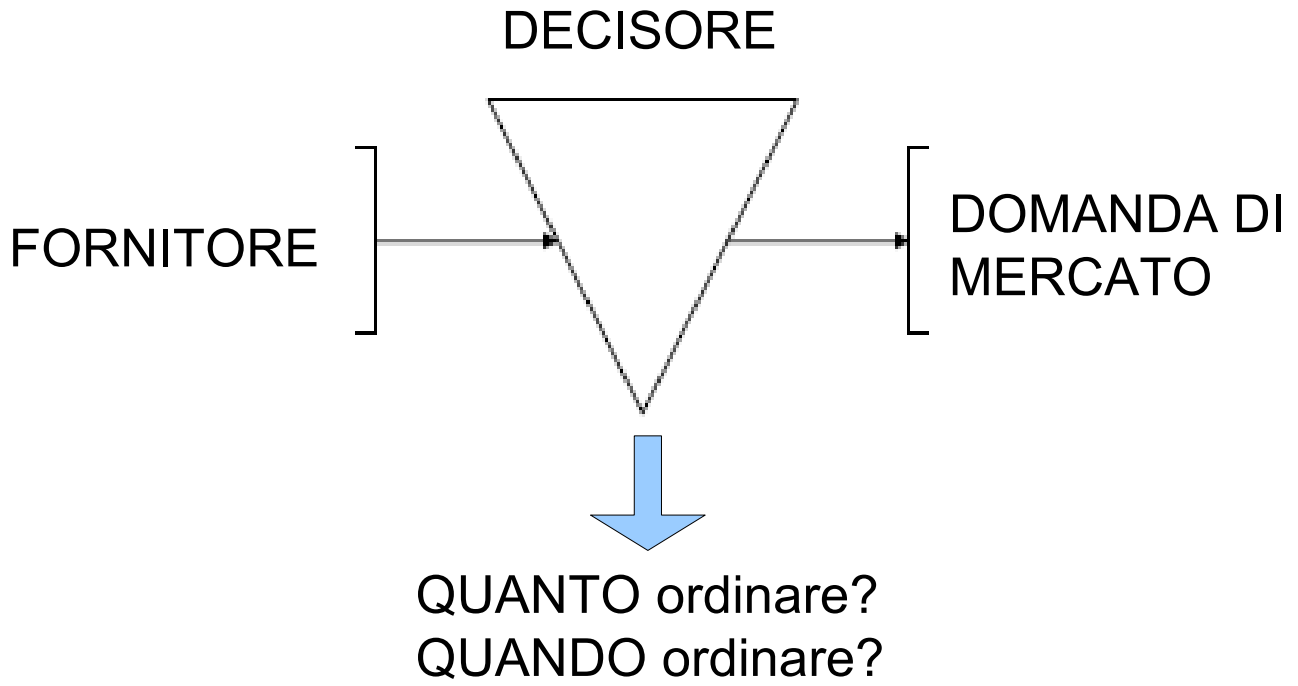 DECISORE
FORNITORE
DOMANDA DI
MERCATO
QUANTO ordinare?
QUANDO ordinare?